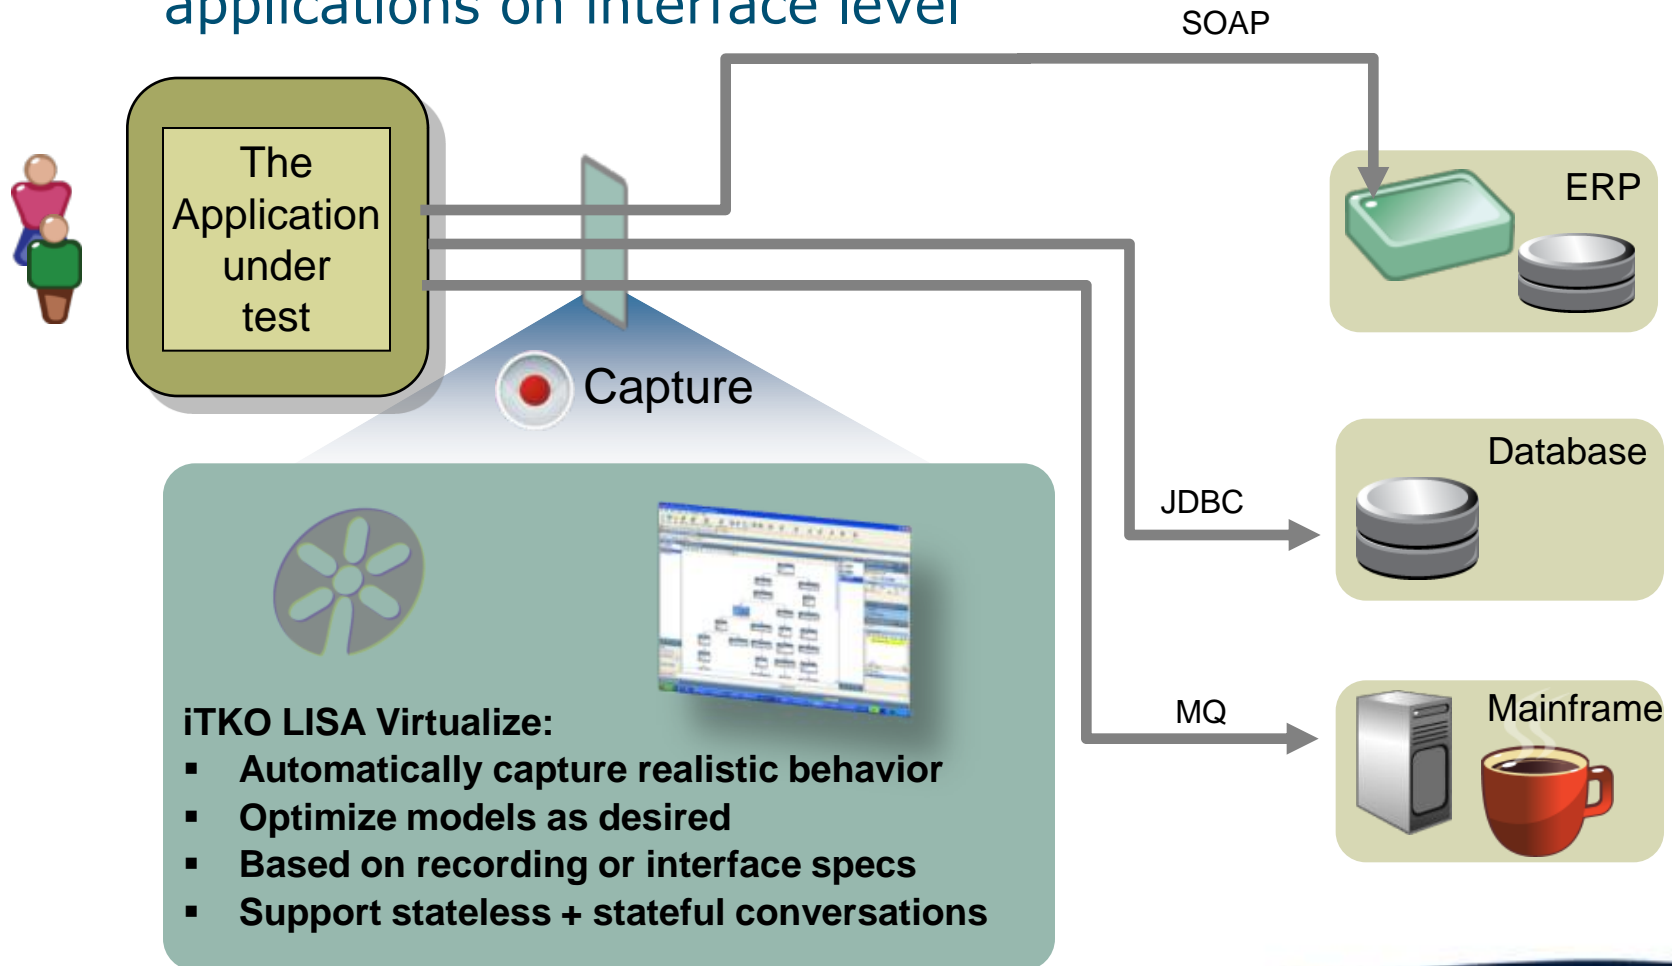 applications on interface level
SOAP
The
Application
under
test
ERP
Capture
Database
JDBC
MQ
Mainframe
iTKO LISA Virtualize:
▪ Automatically capture realistic behavior
▪ Optimize models as desired
▪ Based on recording or interface specs
▪ Support stateless + stateful conversations